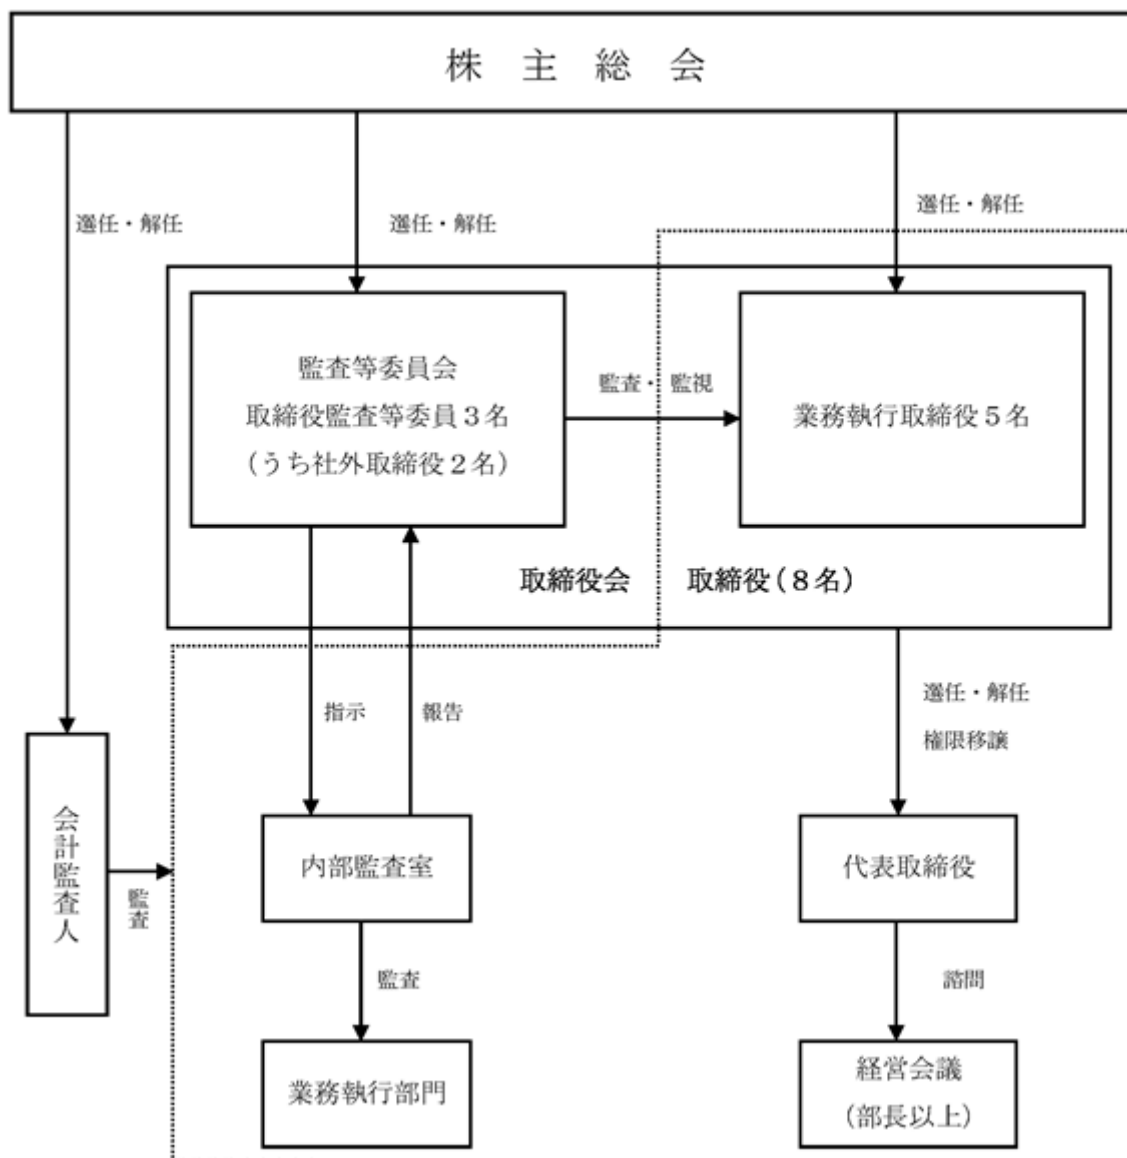 株主総会
選任・解任
選任・解任
選任・解任
監査等委員会
取締役監査等委員３名
（うち社外取締役２名）
監査・監視
業務執行取締役５名
取締役会
取締役（８名）
指示
報告
選任・解任
権限移譲
会計監査人
監査
内部監査室
代表取締役
監査
諮問
業務執行部門
経営会議
（部長以上）